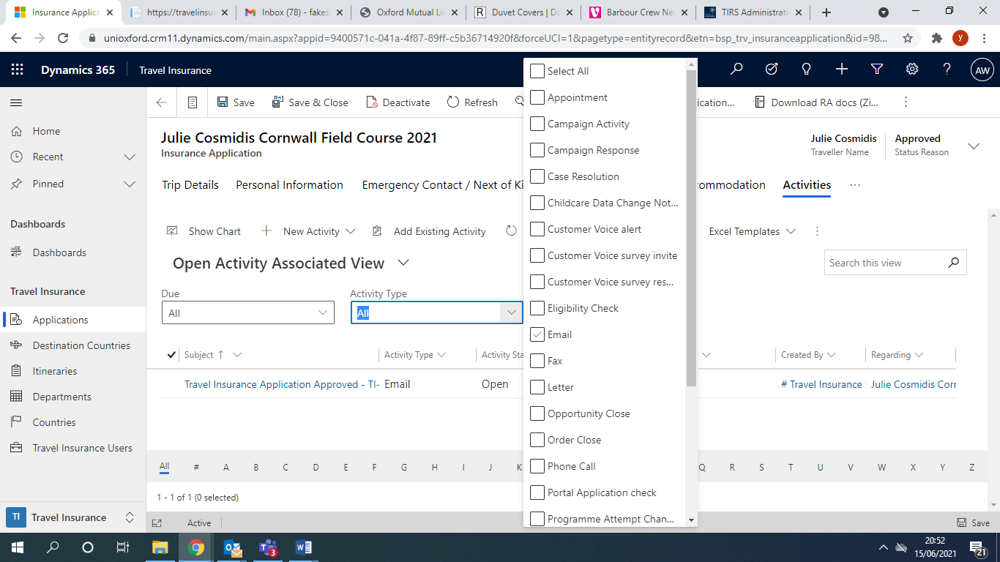 Insurance Applica
https://travelinsu
Inbox (78) - fakes
Oxford Mutual Liv
Duvet Covers | D
Barbour Crew Ne
TIRS Administrati
unioxford.crm11.dynamics.com/main.aspx?appid=9400571c-041a-4f87-89ff-c5b36714920f&forceUCI=1&pagetype=entityrecord&etn=bsp_trv_insuranceapplication&id=98...
y
Dynamics 365
Travel Insurance
AW
Save
Save & Close
Deactivate
Refresh
ication...
Download RA docs (Zi...
Home
Recent
Pinned
Dashboards
Dashboards
Travel Insurance
Applications
Destination Countries
Itineraries
Departments
Countries
Travel Insurance Users
TI
Travel Insurance
Julie Cosmidis Cornwall Field Course 2021
Insurance Application
Julie Cosmidis
Traveller Name
Approved
Status Reason
Trip Details
Personal Information
Emergency Contact / Next of Ki
commodation
Activities
Show Chart
New Activity
Add Existing Activity
Excel Templates
Open Activity Associated View
Search this view
Due
Activity Type
All
All
Subject
Activity Type
Activity Sta
Created By
Regarding
Travel Insurance Application Approved - TI-
Email
Open
# Travel Insurance
Julie Cosmidis Corr
Select All
Appointment
Campaign Activity
Campaign Response
Case Resolution
Childcare Data Change Not...
Customer Voice alert
Customer Voice survey invite
Customer Voice survey res...
Eligibility Check
Email
Fax
Letter
Opportunity Close
Order Close
Phone Call
Portal Application check
Programme Attempt Chan...
All # A B C D E F G H I J K Q R S T U V W X Y Z
1 - 1 of 1 (0 selected)
Active
Save
3
20:52
15/06/2021
21